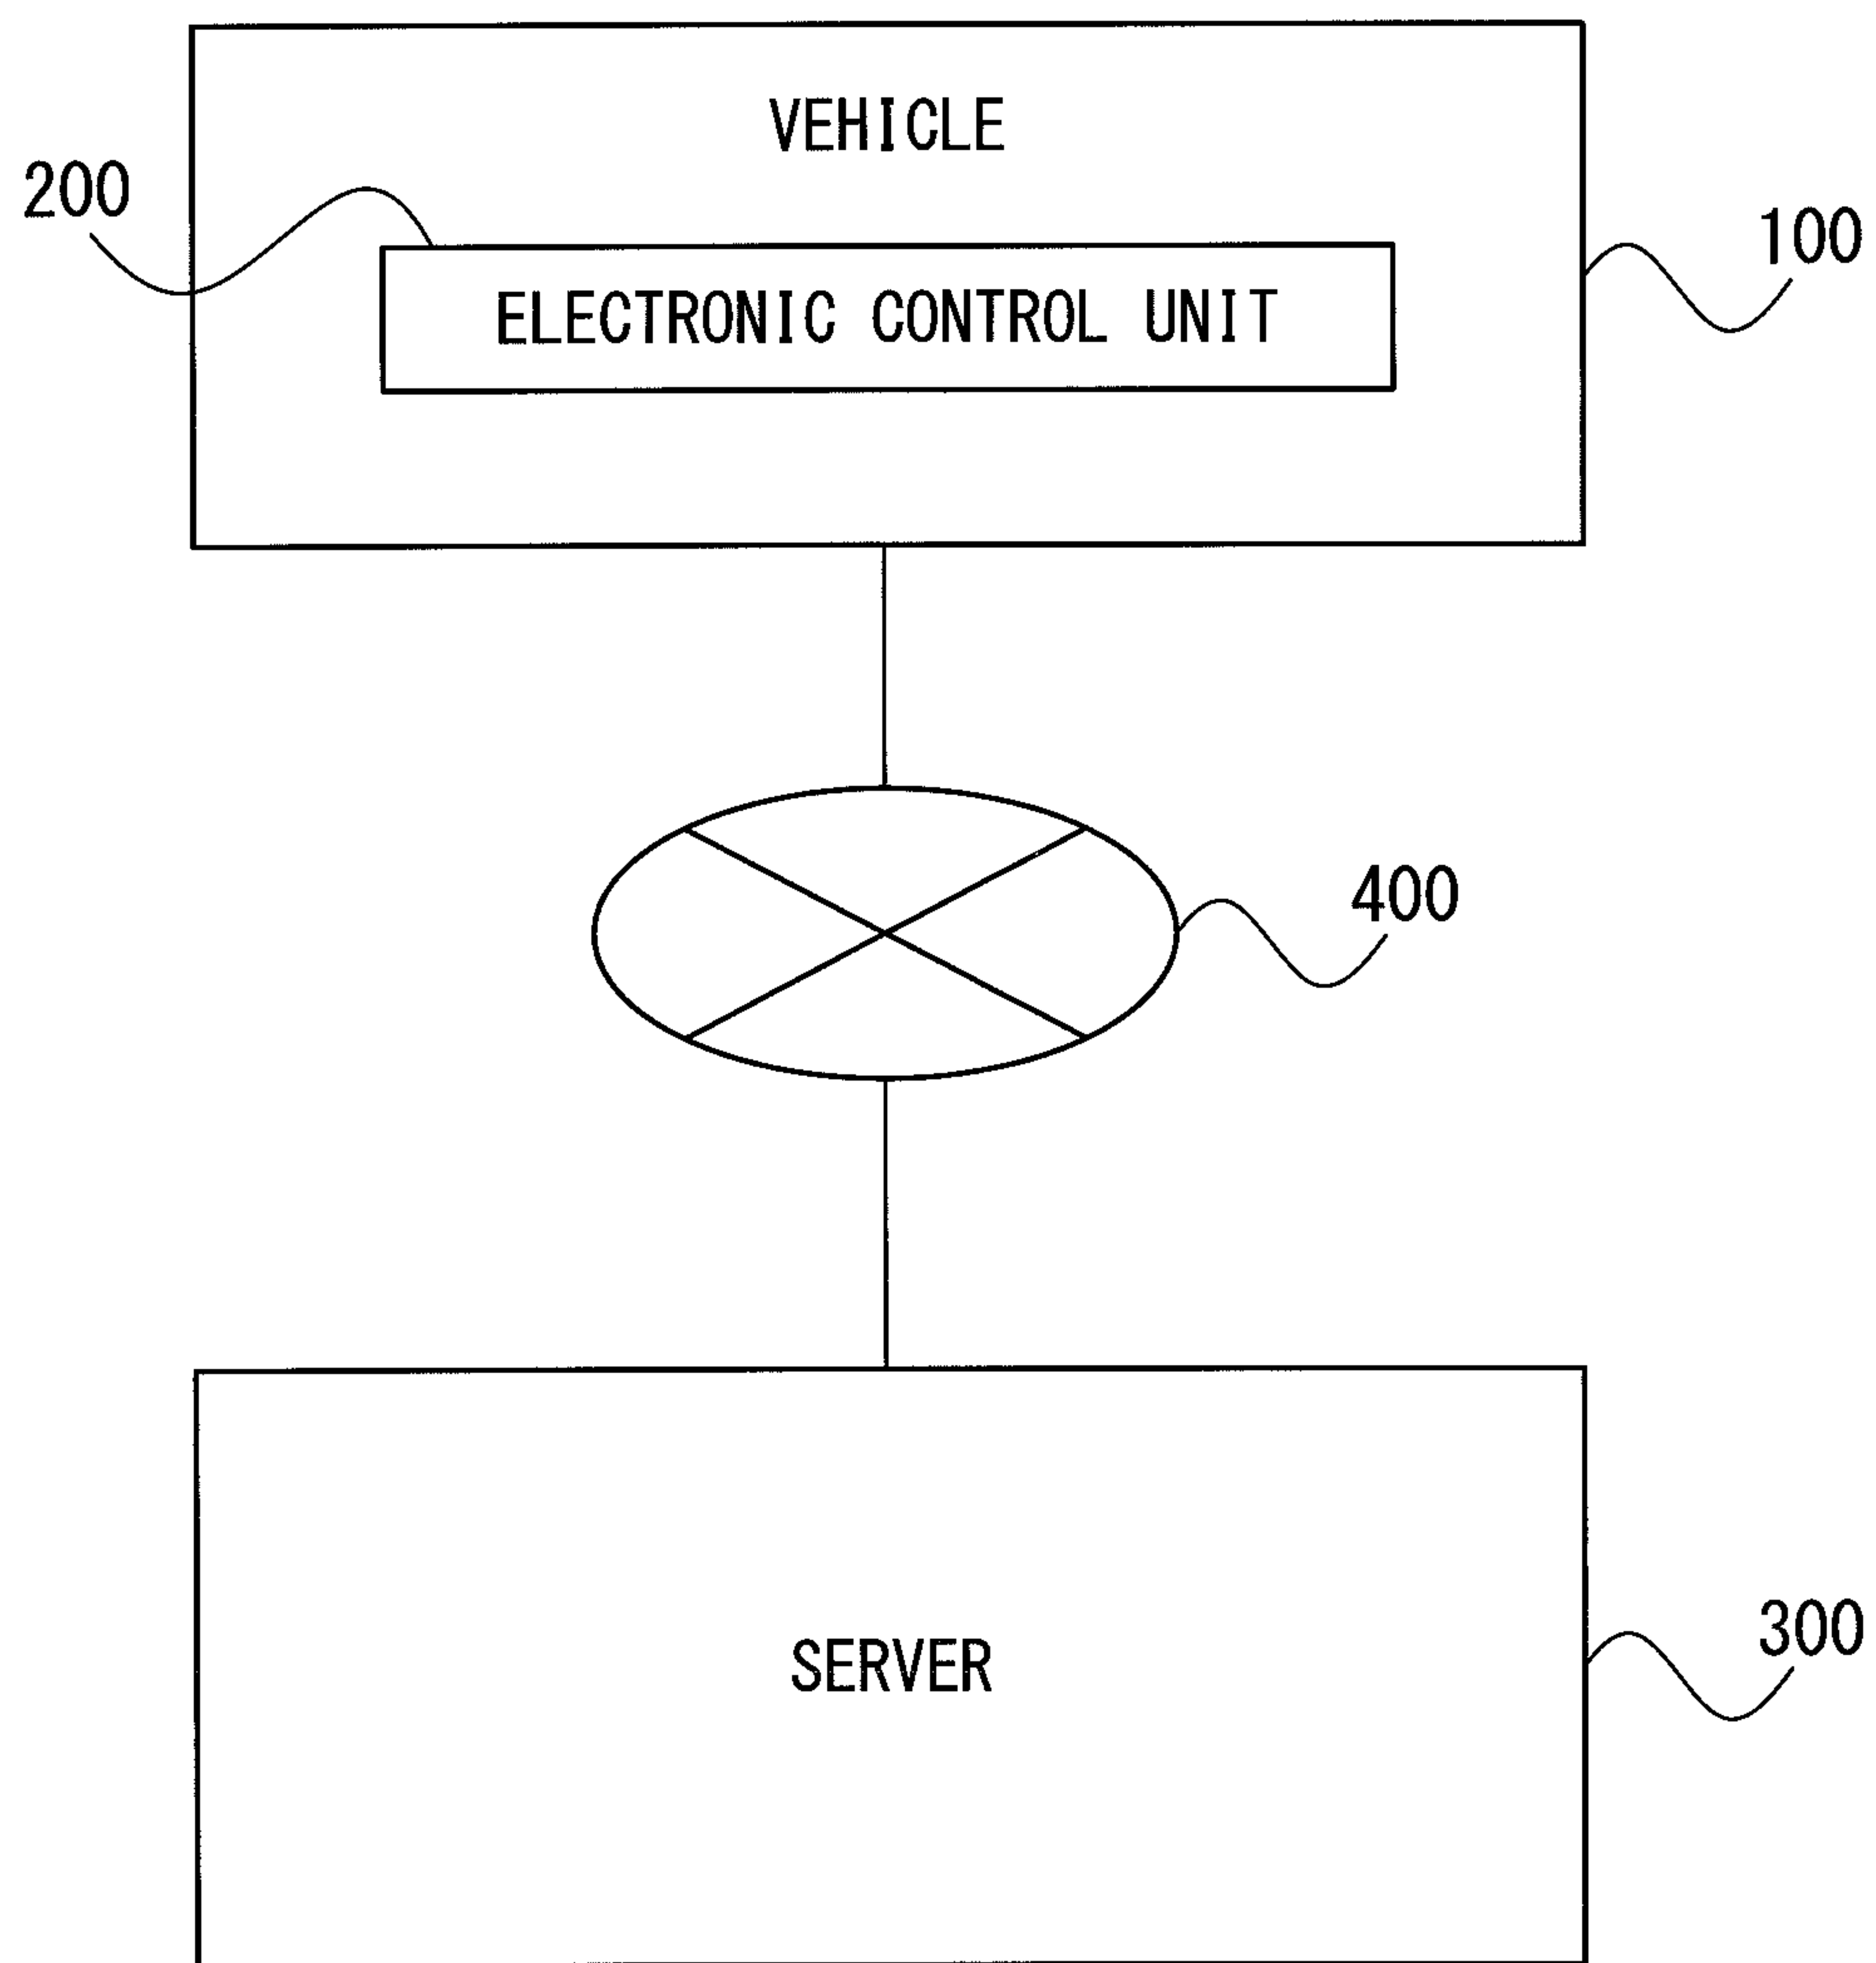 VEHICLE
200
100
ELECTRONIC CONTROL UNIT
400
300
SERVER